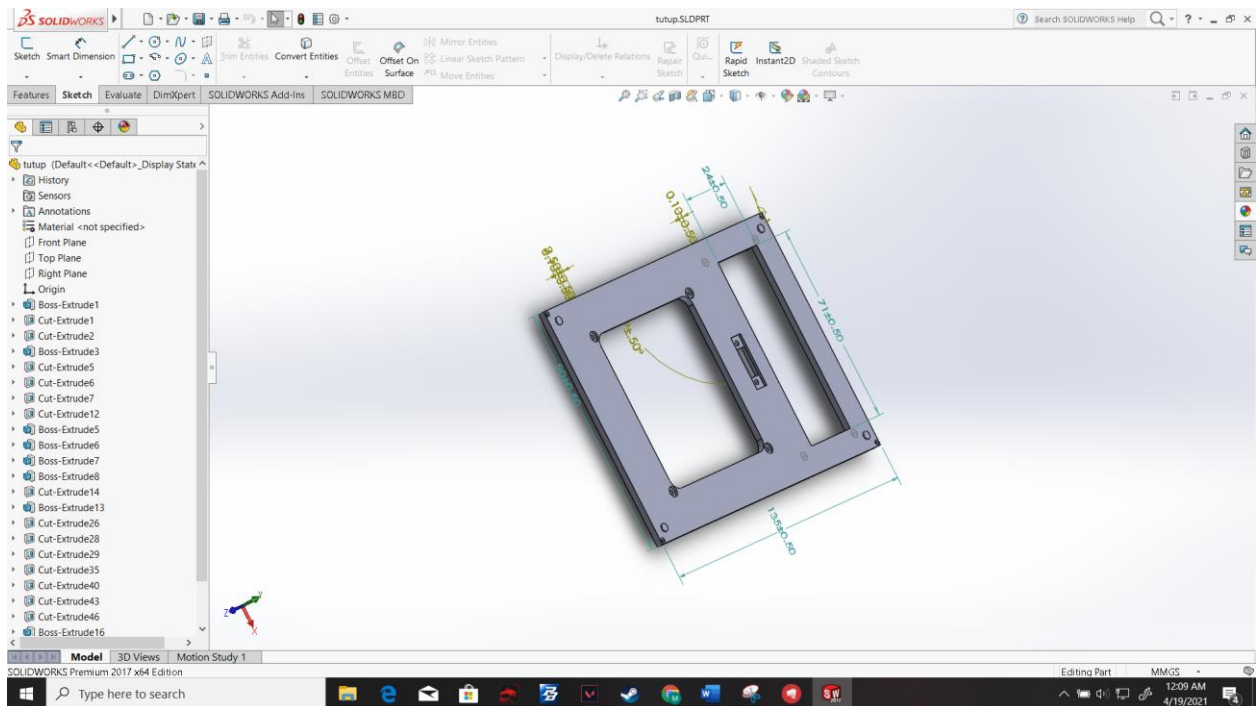 SOLIDWORKS
tutup.SLDPRT
Search SOLIDWORKS Help
Sketch
Smart Dimension
Trim Entities
Convert Entities
Offset Entities
Offset On Surface
Mirror Entities
Linear Sketch Pattern
Move Entities
Display/Delete Relations
Repair Sketch
Qui...
Rapid Sketch
Instant2D
Shaded Sketch Contours
Features
Sketch
Evaluate
DimXpert
SOLIDWORKS Add-Ins
SOLIDWORKS MBD
tutup (Default<<Default>_Display State
History
Sensors
Annotations
Material <not specified>
Front Plane
Top Plane
Right Plane
Origin
Boss-Extrude1
Cut-Extrude1
Cut-Extrude2
Boss-Extrude3
Cut-Extrude5
Cut-Extrude6
Cut-Extrude7
Cut-Extrude12
Boss-Extrude5
Boss-Extrude6
Boss-Extrude7
Boss-Extrude8
Cut-Extrude14
Boss-Extrude13
Cut-Extrude26
Cut-Extrude28
Cut-Extrude29
Cut-Extrude35
Cut-Extrude40
Cut-Extrude43
Cut-Extrude46
Boss-Extrude16
24±0.50
0.10±0.50
71±0.50
135±0.50
Z
Y
X
Model
3D Views
Motion Study 1
SOLIDWORKS Premium 2017 x64 Edition
Editing Part
MMGS
Type here to search
12:09 AM
4/19/2021